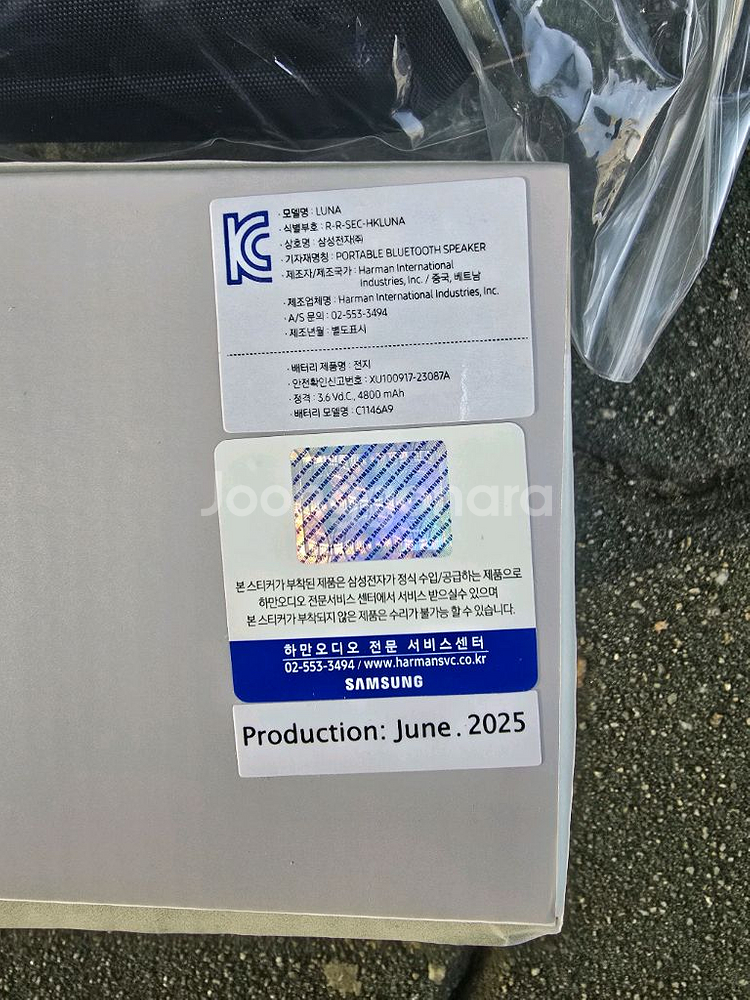 · 모델명 : LUNA
· 식별부호 : R-R-SEC-HKLUNA
· 상호명 : 삼성전자㈜
· 기자재명칭 : PORTABLE BLUETOOTH SPEAKER
· 제조자/제조국가 : Harman International
Industries, Inc. / 중국, 베트남
· 제조업체명 : Harman International Industries, Inc.
· A/S 문의 : 02-553-3494
· 제조년월 : 별도표시
· 배터리 제품명 : 전지
· 안전확인신고번호 : XU100917-23087A
· 정격 : 3.6 Vd.C., 4800 mAh
· 배터리 모델명 : C1146A9
본 스티커가 부착된 제품은 삼성전자가 정식 수입/공급하는 제품으로
하만오디오 전문서비스 센터에서 서비스 받으실수 있으며
본 스티커가 부착되지 않은 제품은 수리가 불가능 할 수 있습니다.
하만오디오 전문 서비스센터
02-553-3494 / www.harmansvc.co.kr
SAMSUNG
Production: June . 2025